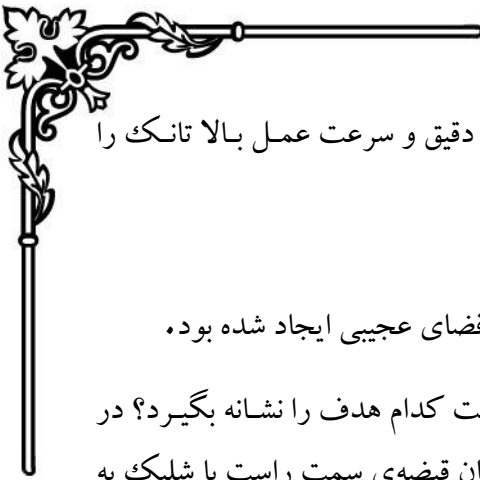 دقیق و سرعت عمل بالا تانک را
فضای عجیبی ایجاد شده بود.
ت کدام هدف را نشانه بگیرد؟ در
ان قبضه‌ی سمت راست با شلیک به